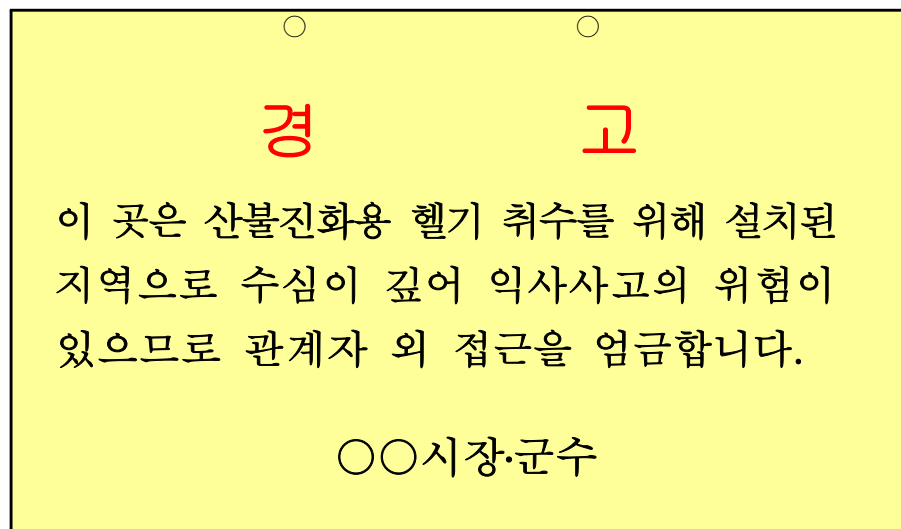 경 고
이 곳은 산불진화용 헬기 취수를 위해 설치된
지역으로 수심이 깊어 익사사고의 위험이
있으므로 관계자 외 접근을 엄금합니다.
○○시장·군수